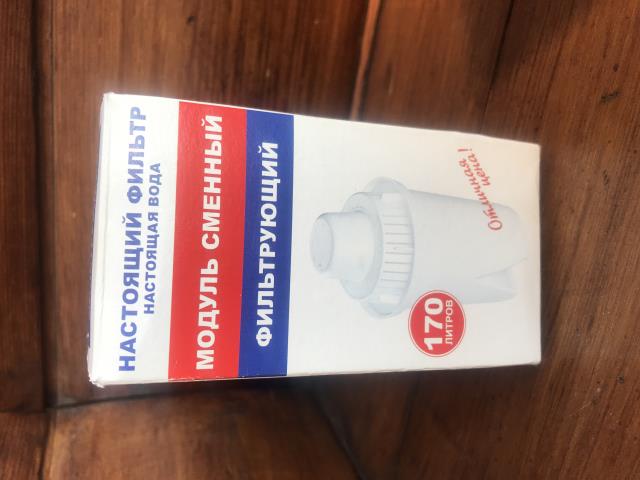 НАСТОЯЩИЙ ФИЛЬТР
НАСТОЯЩАЯ ВОДА
МОДУЛЬ СМЕННЫЙ
ФИЛЬТРУЮЩИЙ
Отличная
цена!
170
ЛИТРОВ